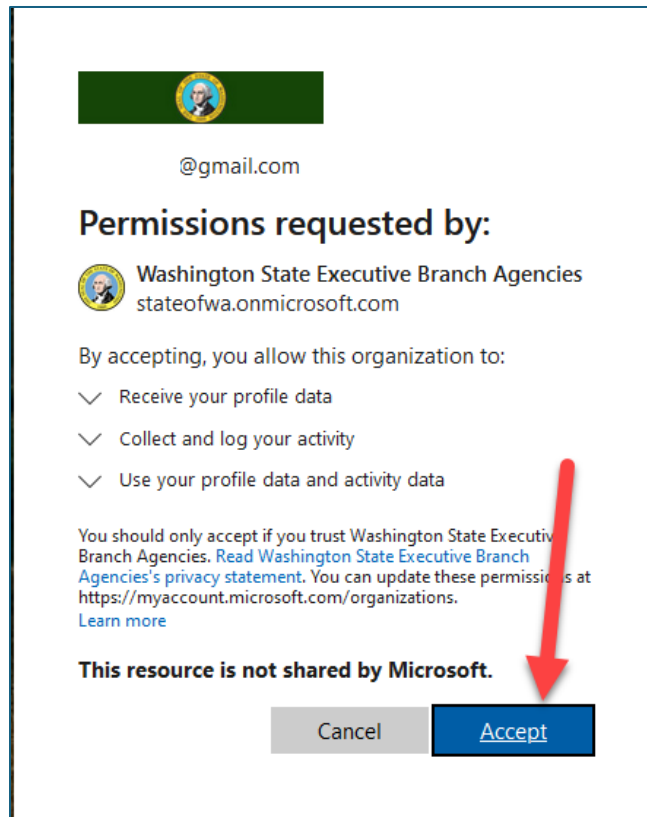 @gmail.com
Permissions requested by:
Washington State Executive Branch Agencies
stateofwa.onmicrosoft.com
By accepting, you allow this organization to:
Receive your profile data
Collect and log your activity
Use your profile data and activity data
You should only accept if you trust Washington State Executive
Branch Agencies. Read Washington State Executive Branch
Agencies's privacy statement. You can update these permissions at
https://myaccount.microsoft.com/organizations.
Learn more
This resource is not shared by Microsoft.
Cancel
Accept